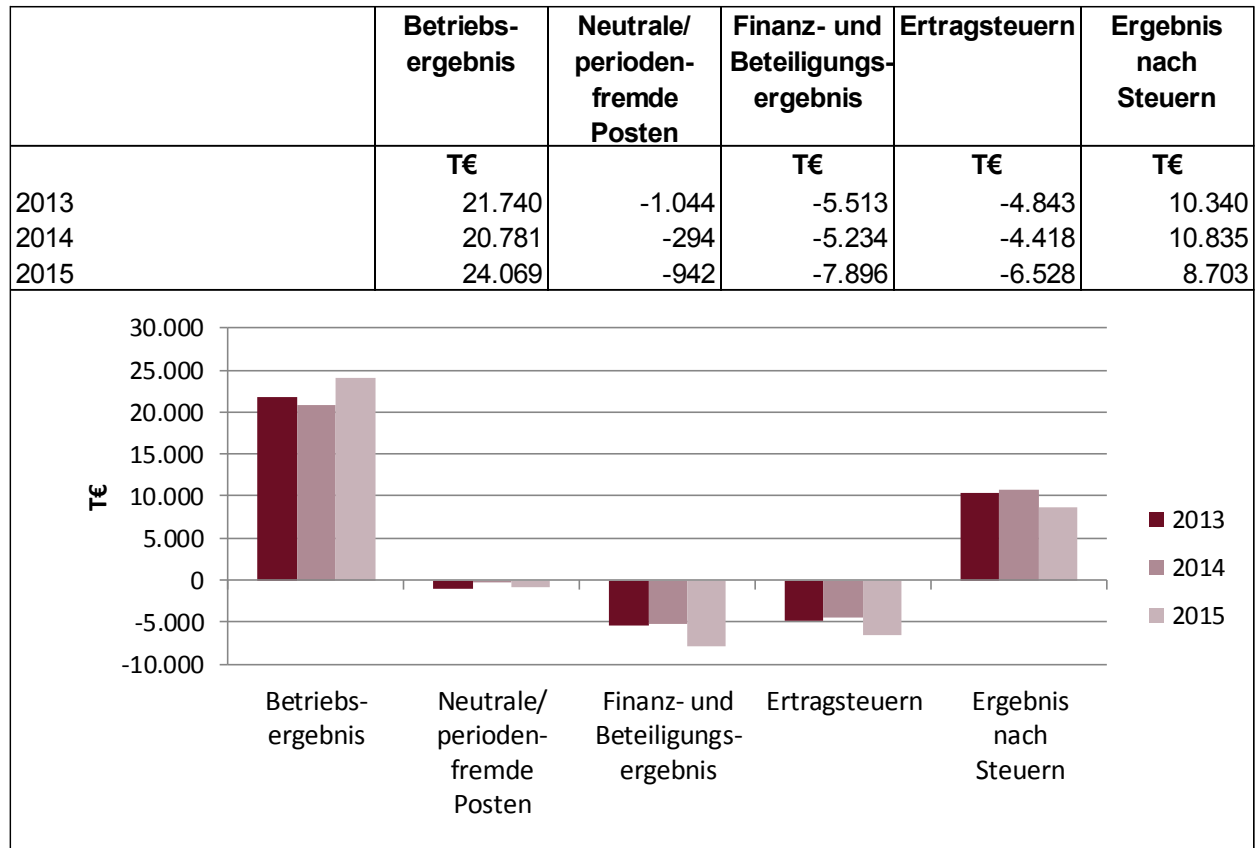 Betriebs- Neutrale/ Finanz- und Ertragsteuern Ergebnis
ergebnis perioden- Beteiligungs- nach
fremde ergebnis Steuern
Posten
T€ T€ T€ T€
2013 21.740 -1.044 -5.513 -4.843 10.340
2014 20.781 -294 -5.234 -4.418 10.835
2015 24.069 -942 -7.896 -6.528 8.703
30.000
25.000
20.000
15.000
10.000
5.000
0
-5.000
-10.000
T€
2013
2014
2015
Betriebs- Neutrale/ Finanz- und Ertragsteuern Ergebnis
ergebnis perioden- Beteiligungs- nach
fremde ergebnis Steuern
Posten